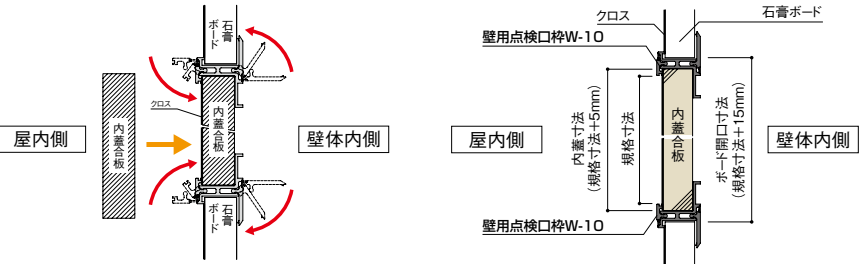 石膏
ボード
クロス
屋内側
内蓋合板
内蓋合板
壁体内側
石膏
ボード
クロス
石膏ボード
壁用点検口枠W-10
屋内側
内蓋寸法
（規格寸法＋5mm）
規格寸法
内蓋合板
ボード開口寸法
（規格寸法＋15mm）
壁体内側
壁用点検口枠W-10